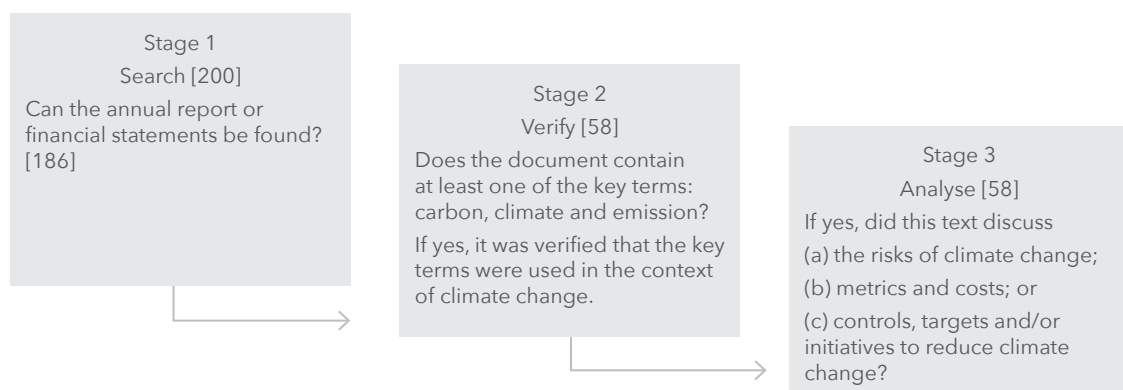 Stage 1
Search [200]
Can the annual report or
financial statements be found?
[186]
Stage 2
Verify [58]
Does the document contain
at least one of the key terms:
carbon, climate and emission?
If yes, it was verified that the key
terms were used in the context
of climate change.
Stage 3
Analyse [58]
If yes, did this text discuss
(a) the risks of climate change;
(b) metrics and costs; or
(c) controls, targets and/or
initiatives to reduce climate
change?